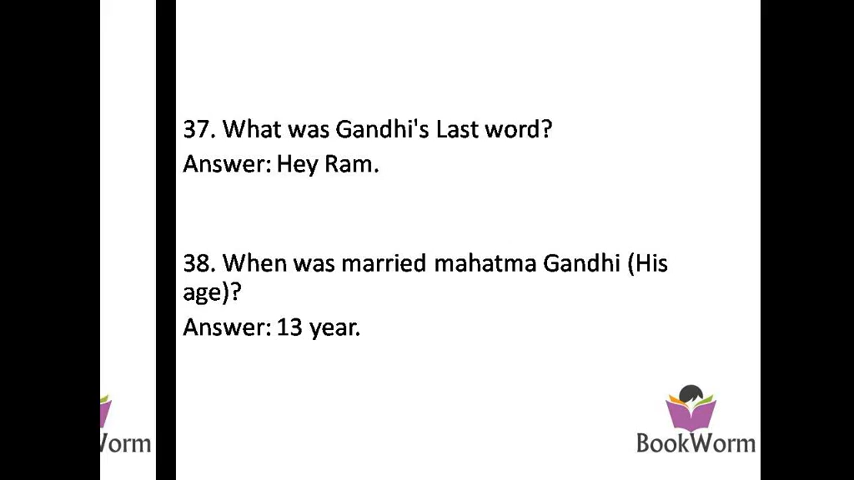 37. What was Gandhi's Last word?
Answer: Hey Ram.
38. When was married mahatma Gandhi (His
age)?
Answer: 13 year.
Worm
BookWorm